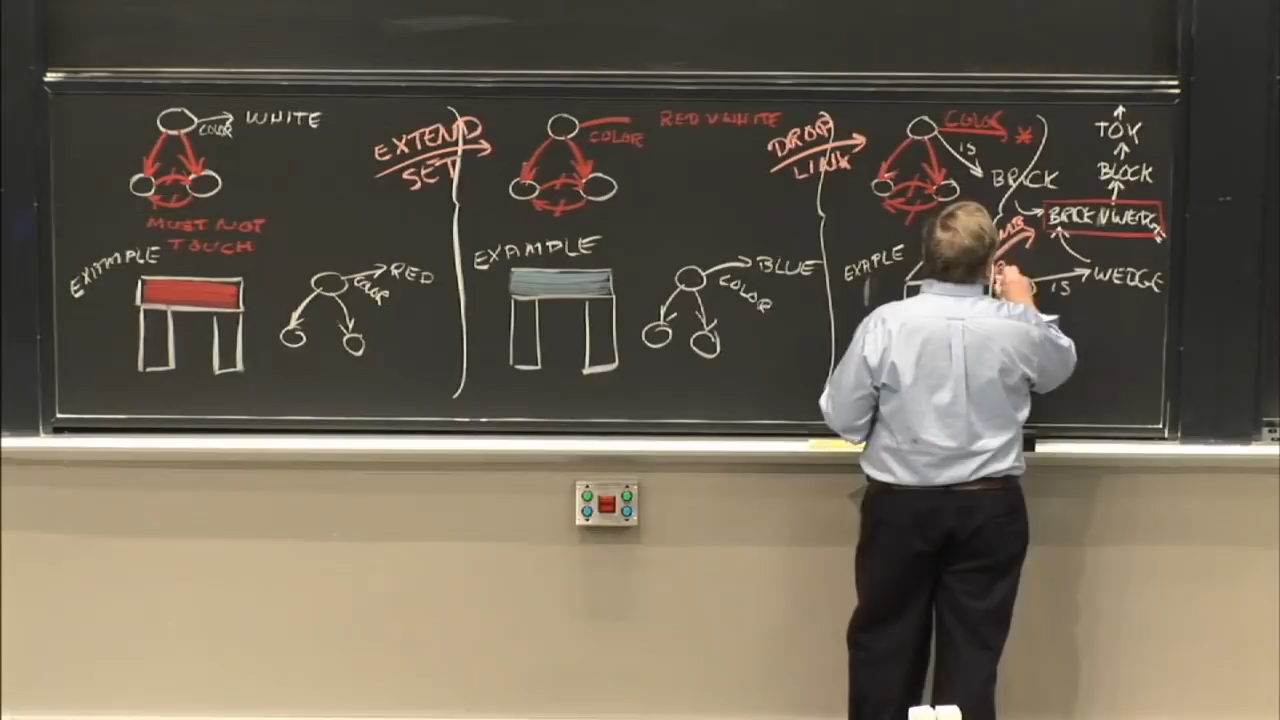 COLOR
WHITE
MUST NOT
TOUCH
EXAMPLE
COLOR
RED
EXTEND
SET
COLOR
RED V WHITE
EXAMPLE
COLOR
BLUE
DROP
LINK
COLOR
*
IS
BRICK
EXAPLE
TOY
BLOCK
BRICK V WEDGE
IS
WEDGE